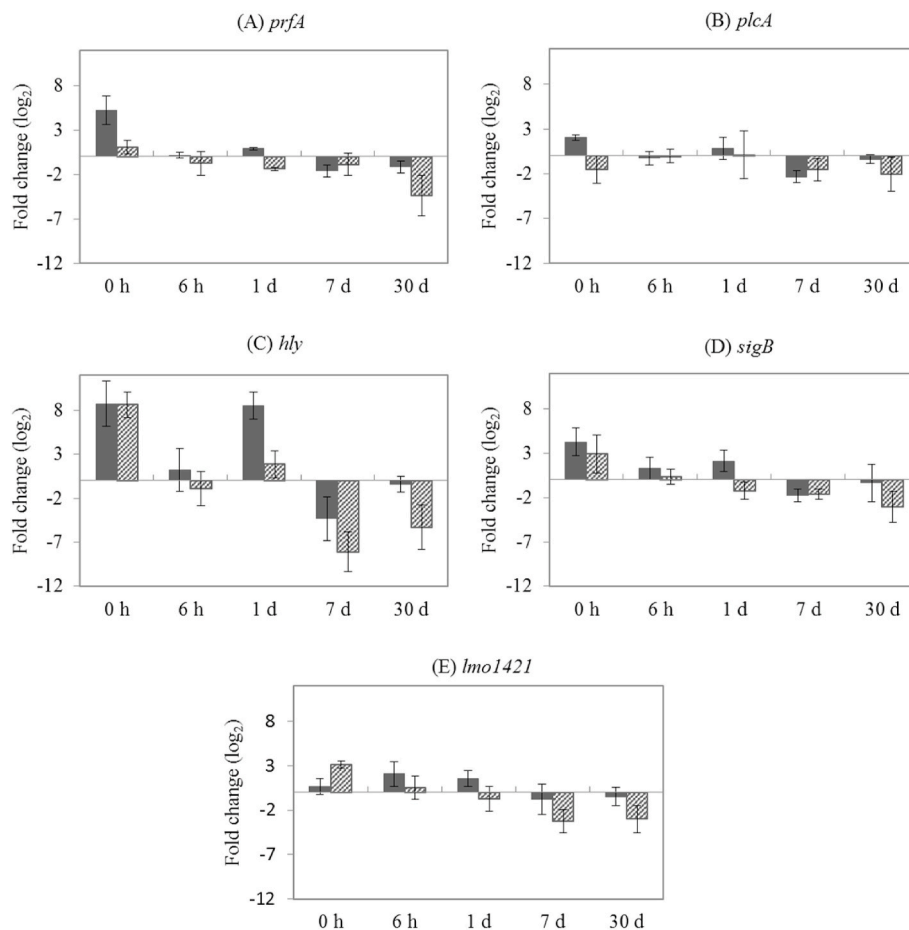 (A) prfA
Fold change (log2)
8
3
-2
-7
-12
0 h 6 h 1 d 7 d 30 d
(B) plcA
Fold change (log2)
8
3
-2
-7
-12
0 h 6 h 1 d 7 d 30 d
(C) hly
Fold change (log2)
8
3
-2
-7
-12
0 h 6 h 1 d 7 d 30 d
(D) sigB
Fold change (log2)
8
3
-2
-7
-12
0 h 6 h 1 d 7 d 30 d
(E) lmo1421
Fold change (log2)
8
3
-2
-7
-12
0 h 6 h 1 d 7 d 30 d